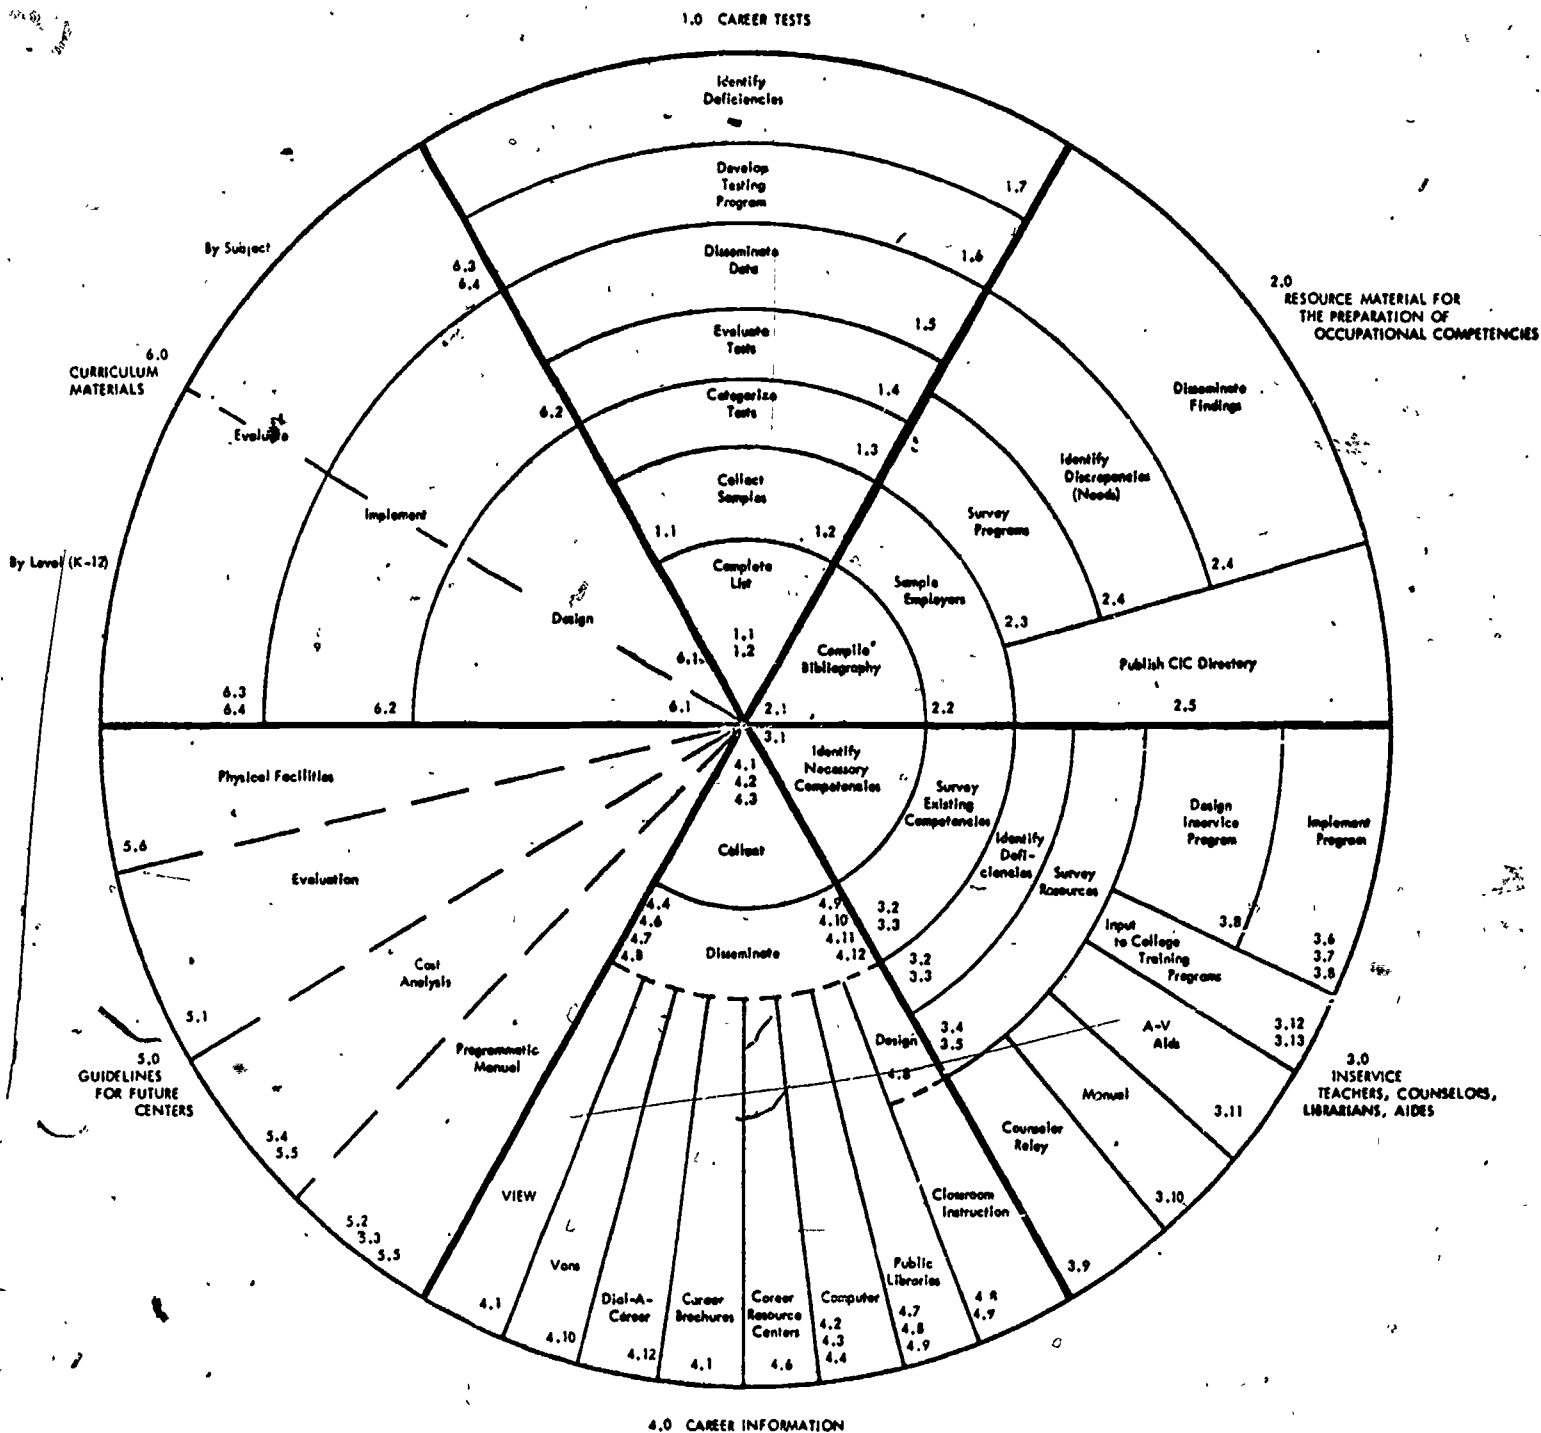 1.0 CAREER TESTS
Identify
Deficiencies
Develop
Testing
Program
1.7
Disseminate
Data
1.6
Evaluate
Tests
1.5
Categorize
Tests
1.4
Collect
Samples
1.3
1.1
1.2
Complete
List
1.1
1.2
2.0
RESOURCE MATERIAL FOR
THE PREPARATION OF
OCCUPATIONAL COMPETENCIES
Disseminate
Findings
Identify
Discrepancies
(Needs)
2.4
Survey
Programs
2.4
Sample
Employers
2.3
Compile
Bibliography
2.1
2.2
Publish CIC Directory
2.5
3.1
Identify
Necessary
Competencies
Survey
Existing
Competencies
3.2
3.3
Identify
Defi-
ciencies
3.2
3.3
Survey
Resources
3.4
3.5
Design
Inservice
Program
3.8
Implement
Program
3.6
3.7
3.8
Input
to College
Training
Programs
3.12
3.13
A-V
Aids
3.11
Manual
3.10
Counselor
Relay
3.9
3.0
INSERVICE
TEACHERS, COUNSELORS,
LIBRARIANS, AIDES
4.1
4.2
4.3
Collect
4.4
4.6
4.7
4.8
Disseminate
4.9
4.10
4.11
4.12
Design
4.8
VIEW
4.1
Vans
4.10
Dial-A-
Career
4.12
Career
Brochures
4.1
Career
Resource
Centers
4.6
Computer
4.2
4.3
4.4
Public
Libraries
4.7
4.8
4.9
Classroom
Instruction
4.8
4.9
4.0 CAREER INFORMATION
Physical Facilities
5.6
Evaluation
5.1
Cost
Analysis
5.4
5.5
Programmatic
Manual
5.2
3.3
5.5
5.0
GUIDELINES
FOR FUTURE
CENTERS
6.0
CURRICULUM
MATERIALS
By Subject
By Level (K-12)
Evaluate
6.3
6.4
6.3
6.4
Implement
6.2
6.2
Design
6.1
6.1